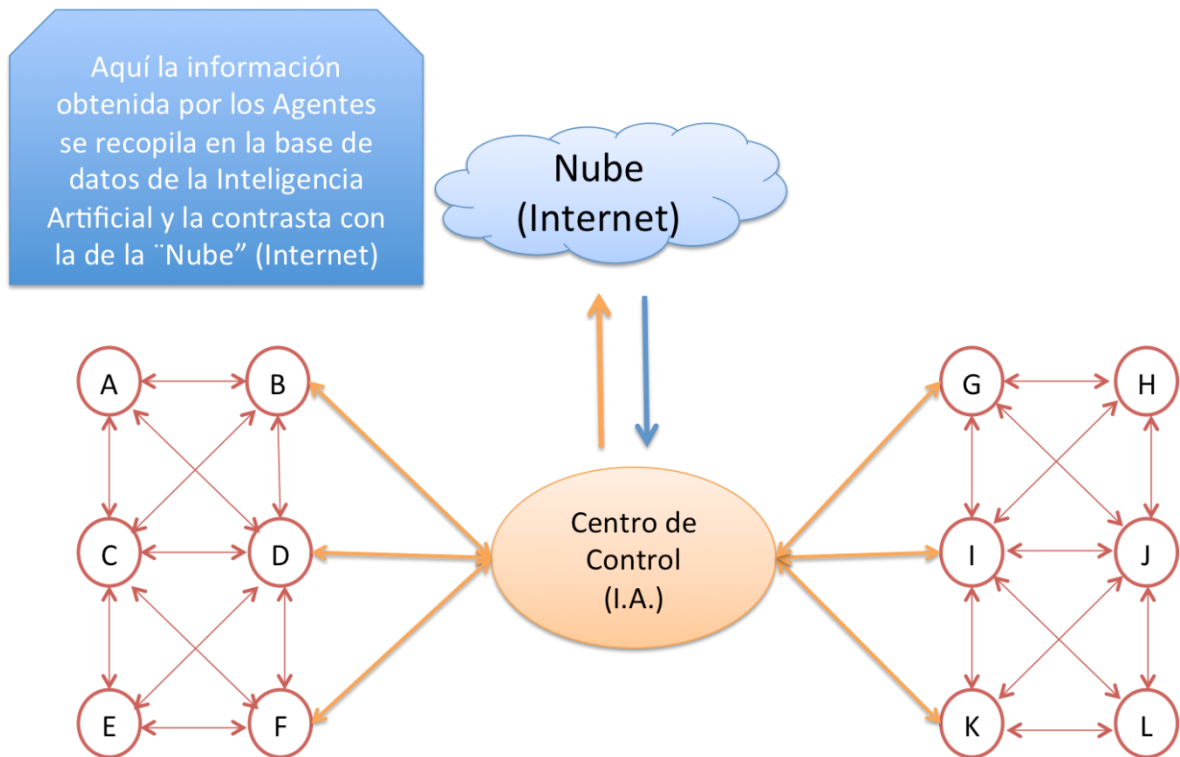 Aquí la información
obtenida por los Agentes
se recopila en la base de
datos de la Inteligencia
Artificial y la contrasta con
la de la ¨Nube” (Internet)
Nube
(Internet)
A
B
G
H
Centro de
Control
(I.A.)
C
D
I
J
E
F
K
L